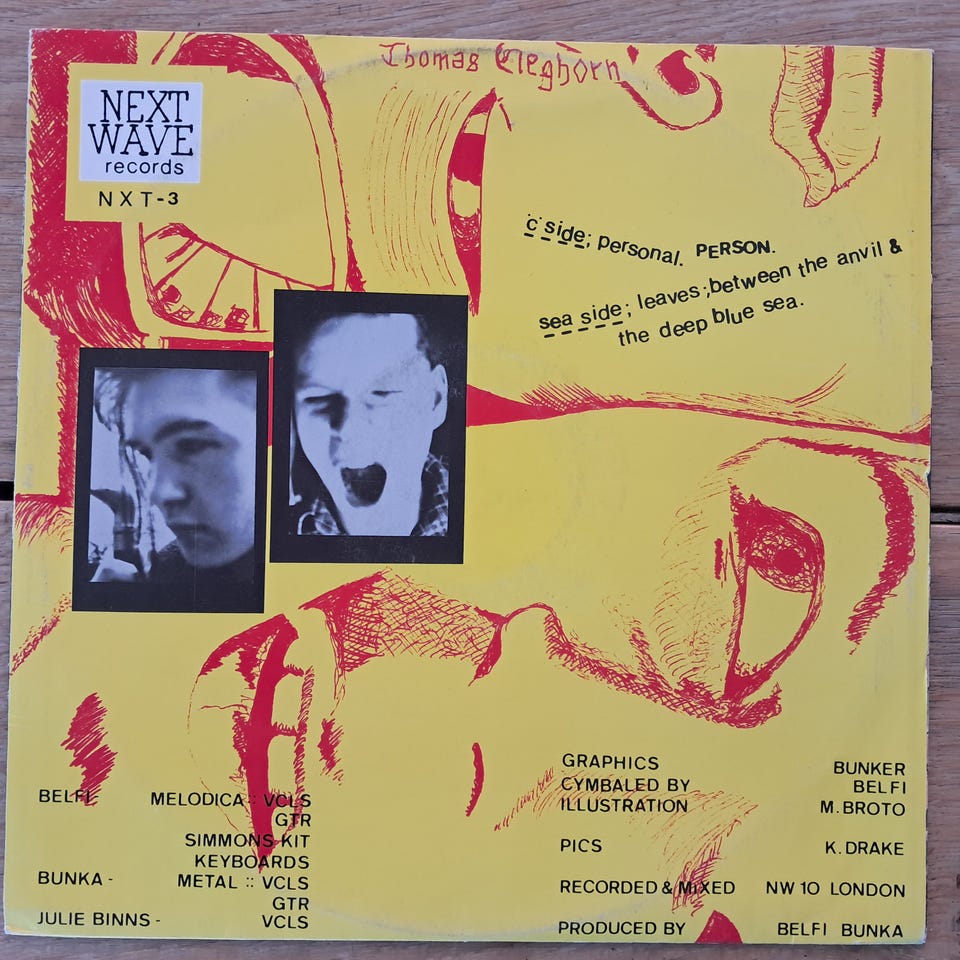 Thomas Cleghorn
NEXT
WAVE
records
NXT-3
c side; personal. PERSON.
sea side; leaves; between the anvil &
the deep blue sea.
BELFI MELODICA :: VCLS
GTR
SIMMONS KIT
KEYBOARDS
BUNKA - METAL :: VCLS
GTR
JULIE BINNS - VCLS
GRAPHICS BUNKER
CYMBALED BY BELFI
ILLUSTRATION M.BROTO
PICS K.DRAKE
RECORDED & MIXED NW 10 LONDON
PRODUCED BY BELFI BUNKA